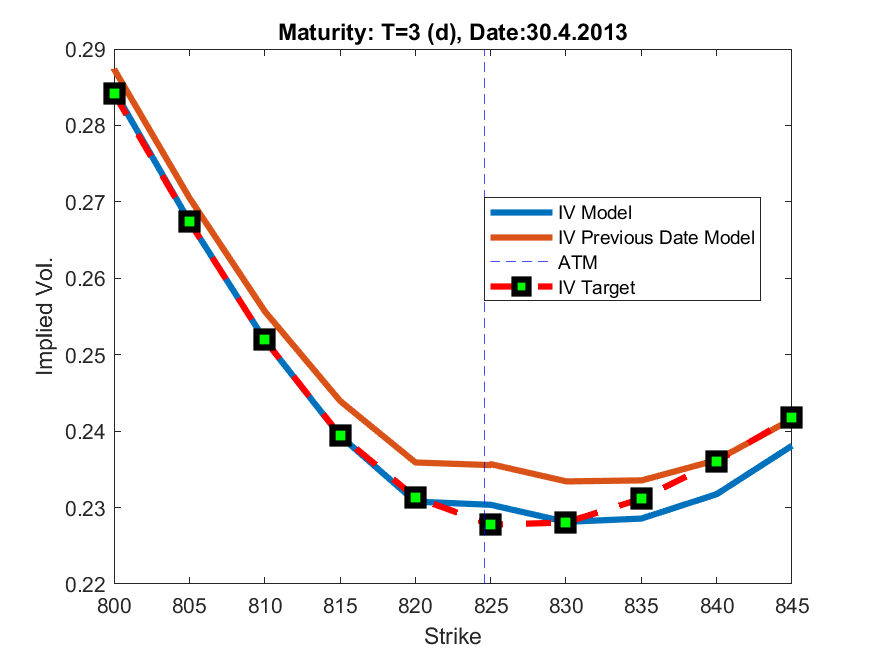 Maturity: T=3 (d), Date:30.4.2013
0.29
0.28
0.27
0.26
0.25
0.24
0.23
0.22
Implied Vol.
IV Model
IV Previous Date Model
ATM
IV Target
800 805 810 815 820 825 830 835 840 845
Strike